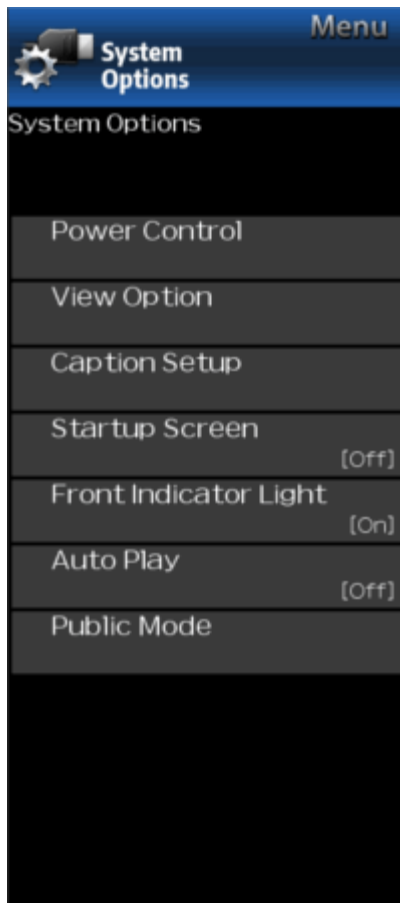 Menu
System
Options
System Options
Power Control
View Option
Caption Setup
Startup Screen
[Off]
Front Indicator Light
[On]
Auto Play
[Off]
Public Mode